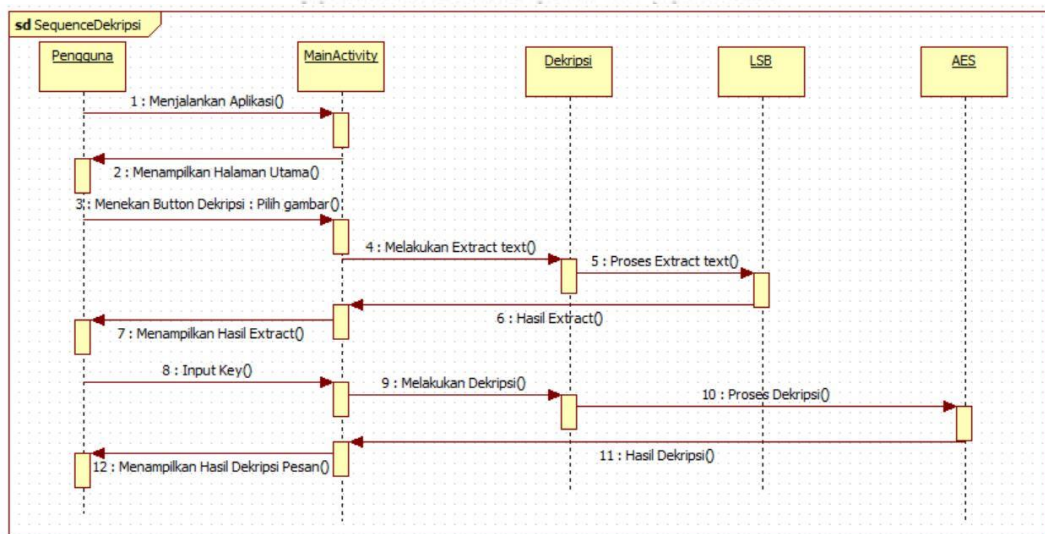 sd SequenceDekripsi
Pengguna
MainActivity
Dekripsi
LSB
AES
1 : Menjalankan Aplikasi()
2 : Menampilkan Halaman Utama()
3 : Menekan Button Dekripsi : Pilih gambar()
4 : Melakukan Extract text()
5 : Proses Extract text()
6 : Hasil Extract()
7 : Menampilkan Hasil Extract()
8 : Input Key()
9 : Melakukan Dekripsi()
10 : Proses Dekripsi()
11 : Hasil Dekripsi()
12 : Menampilkan Hasil Dekripsi Pesan()